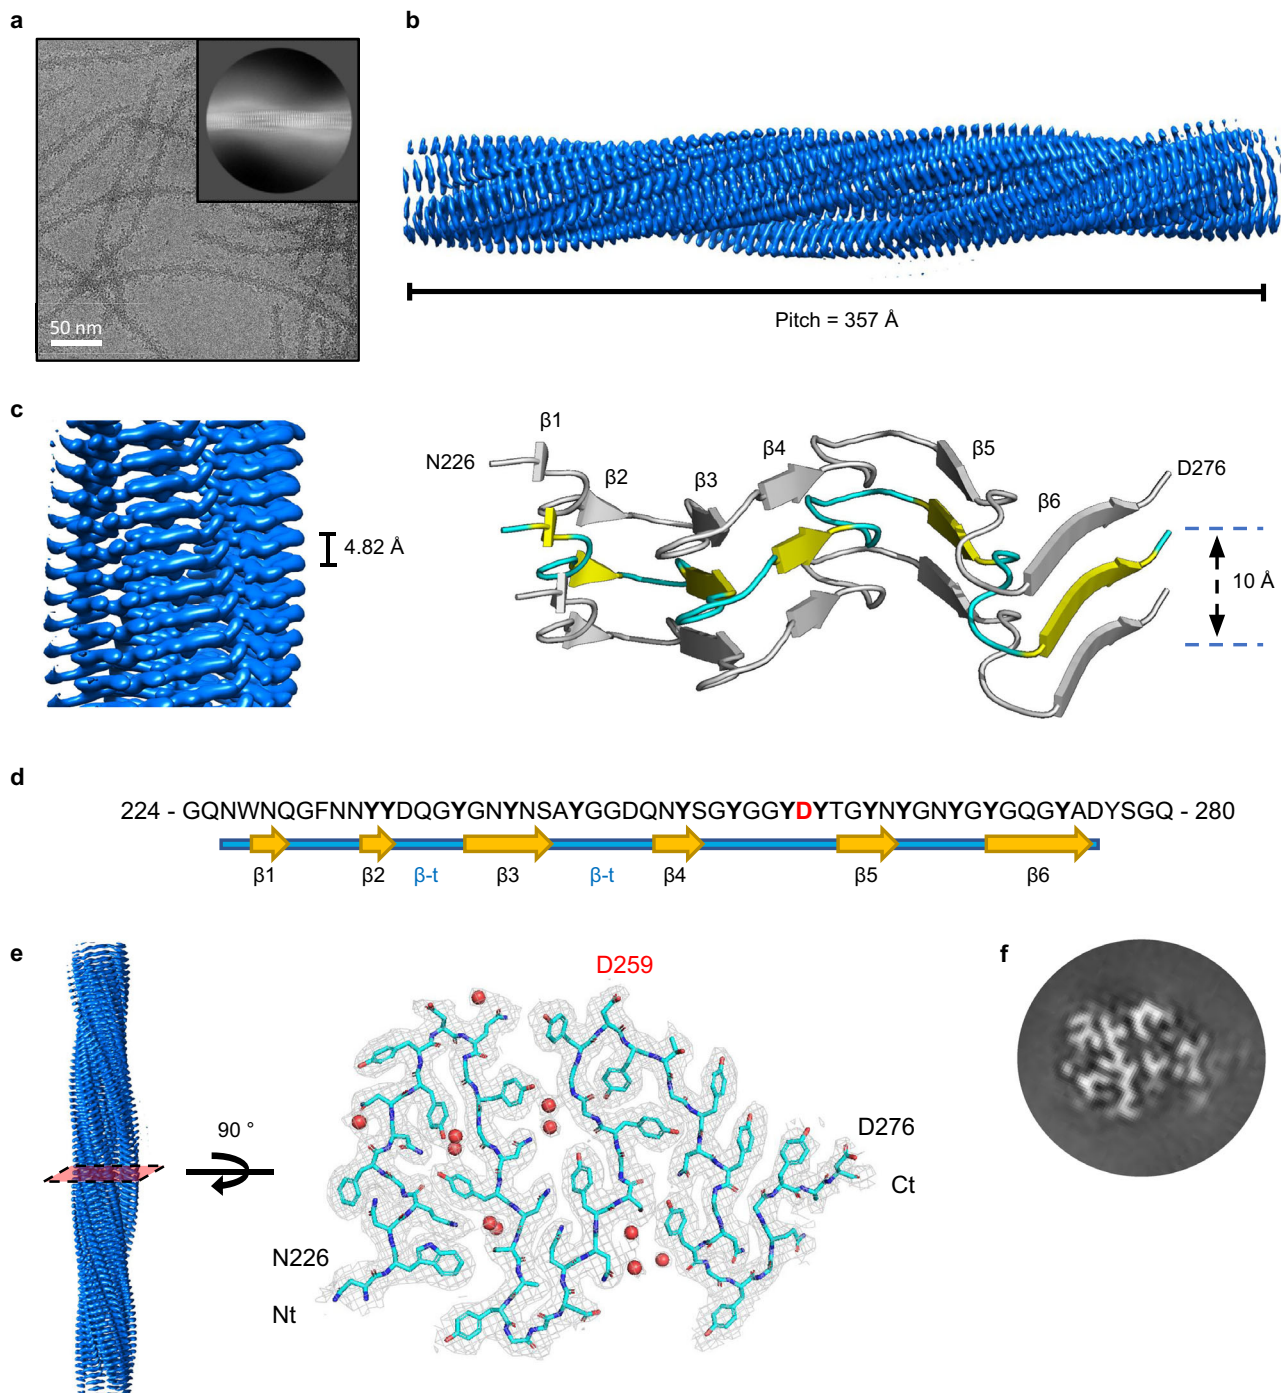 a
50 nm
b
Pitch = 357 Å
c
4.82 Å
N226
β1
β2
β3
β4
β5
β6
D276
10 Å
d
224 - GQNWNQGFNNYYDQGYGNYNSAYGGDQNYSGYGGYDYTGYNYGNYGYGQGYADYSGQ - 280
β1 β2 β-t β3 β-t β4 β5 β6
e
90 °
D259
D276
Ct
N226
Nt
f